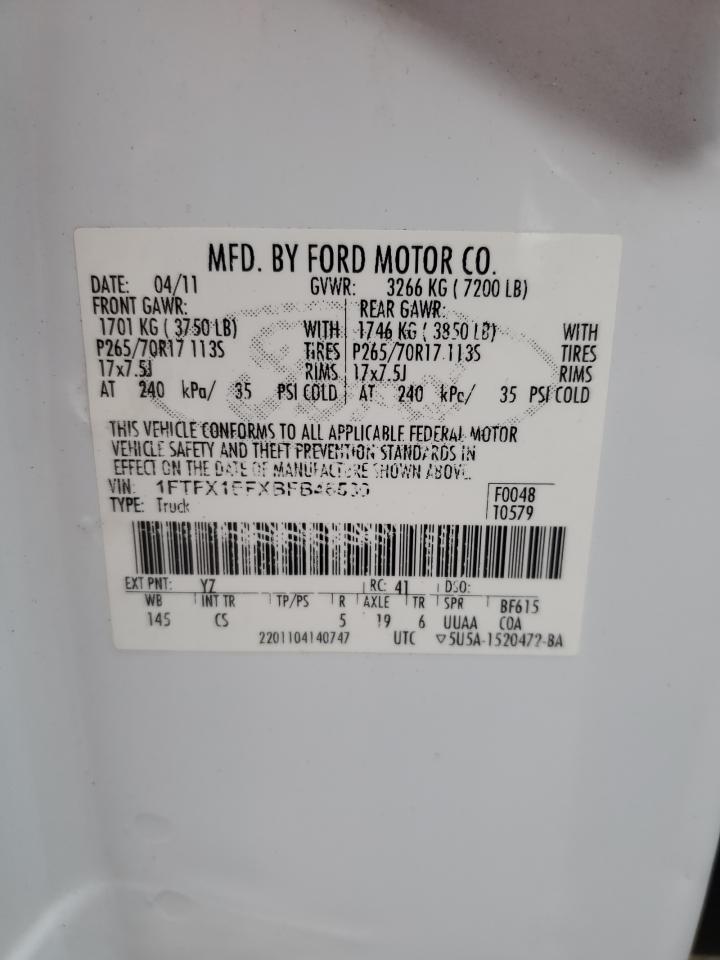 MFD. BY FORD MOTOR CO.
DATE: 04/11 GVWR: 3266 KG ( 7200 LB)
FRONT GAWR: REAR GAWR:
1701 KG ( 3750 LB) WITH 1746 KG ( 3850 LB) WITH
P265/70R17 113S TIRES P265/70R17 113S TIRES
17x7.5J RIMS 17x7.5J RIMS
AT 240 kPa/ 35 PSI COLD AT 240 kPa/ 35 PSI COLD
THIS VEHICLE CONFORMS TO ALL APPLICABLE FEDERAL MOTOR
VEHICLE SAFETY AND THEFT PREVENTION STANDARDS IN
EFFECT ON THE DATE OF MANUFACTURE SHOWN ABOVE.
VIN: F0048
TYPE: Truck T0579
EXT PNT: YZ RC: 41 DSO:
WB INT TR TP/PS R AXLE TR SPR BF615
145 CS 5 19 6 UUAA COA
2201104140747 UTC ▽5U5A-1520472-BA